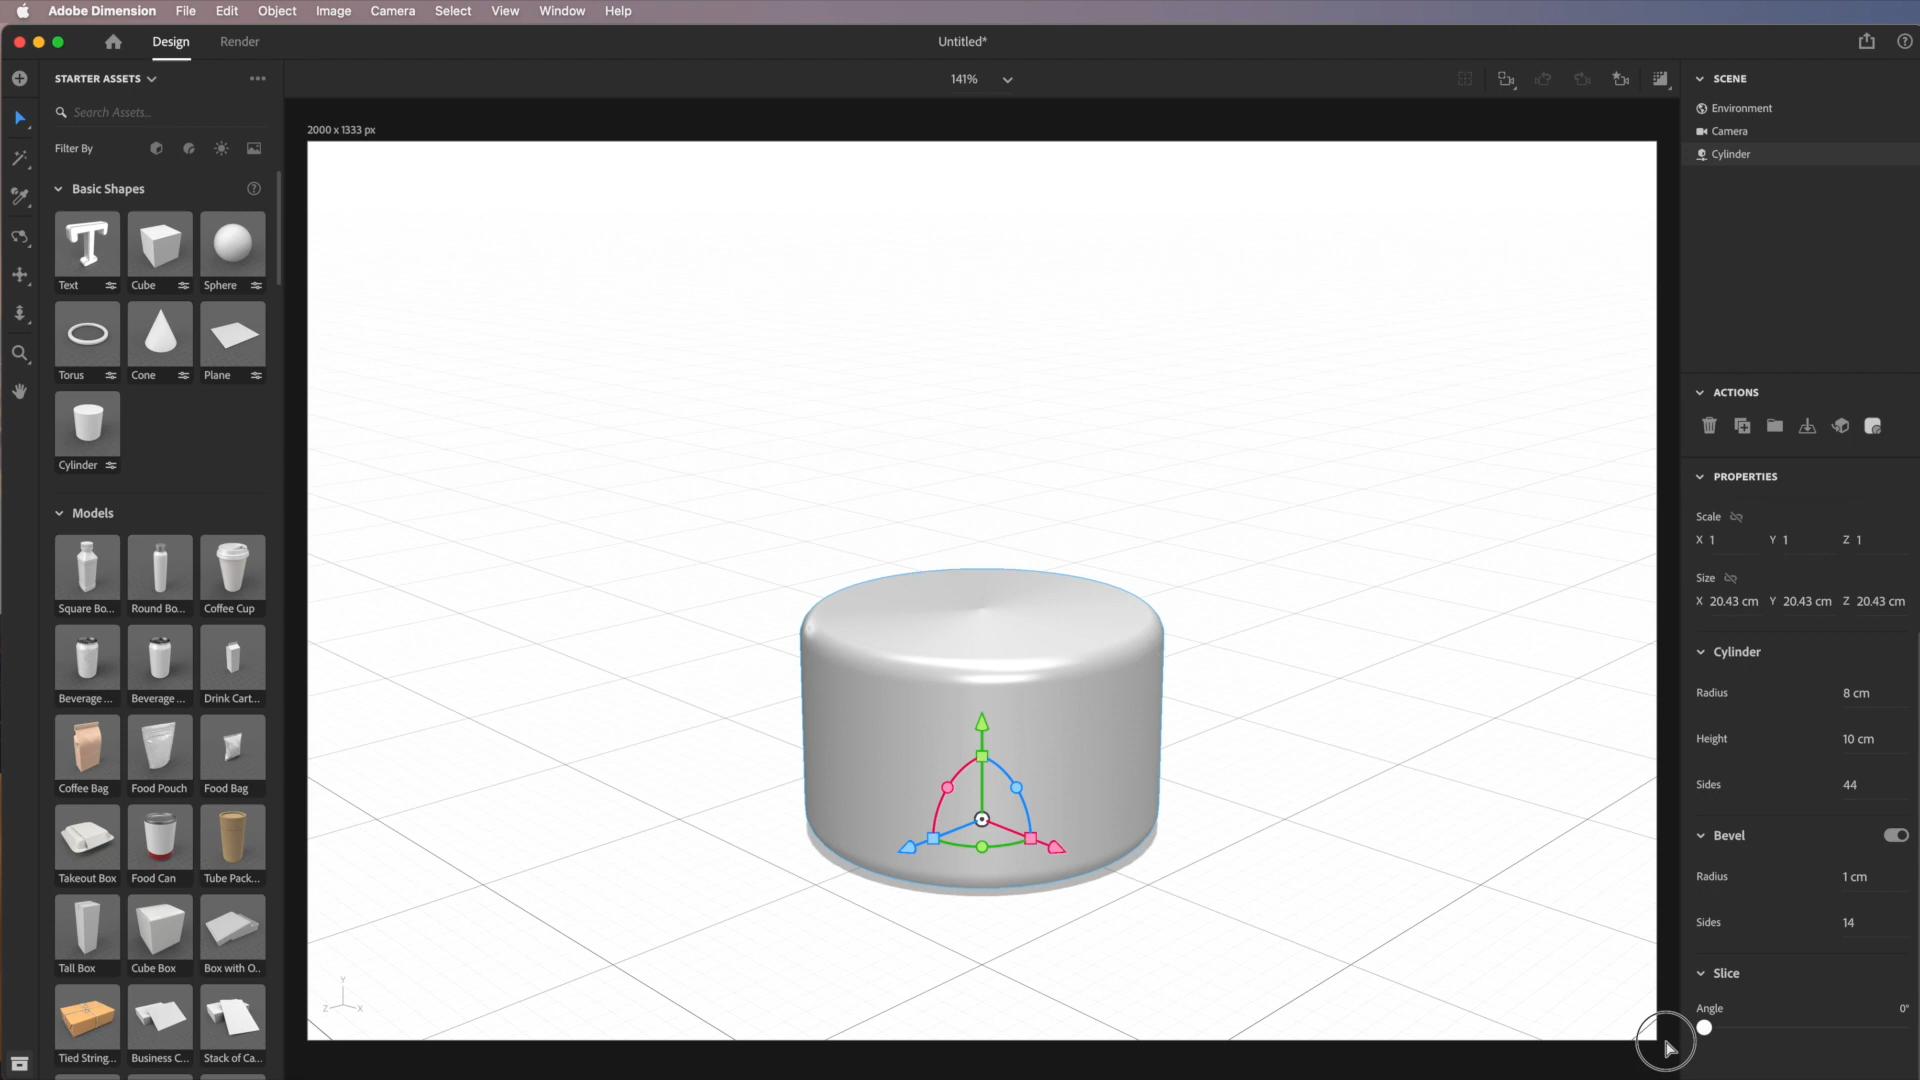 Adobe Dimension File Edit Object Image Camera Select View Window Help
Design Render Untitled*
STARTER ASSETS
141%
Search Assets...
Filter By
Basic Shapes
Text Cube Sphere
Torus Cone Plane
Cylinder
Models
Square Bo... Round Bo... Coffee Cup
Beverage ... Beverage ... Drink Cart...
Coffee Bag Food Pouch Food Bag
Takeout Box Food Can Tube Pack...
Tall Box Cube Box Box with O..
Tied String... Business C... Stack of Ca...
2000 x 1333 px
Y
Z X
SCENE
Environment
Camera
Cylinder
ACTIONS
PROPERTIES
Scale
X 1 Y 1 Z 1
Size
X 20.43 cm Y 20.43 cm Z 20.43 cm
Cylinder
Radius 8 cm
Height 10 cm
Sides 44
Bevel
Radius 1 cm
Sides 14
Slice
Angle 0°